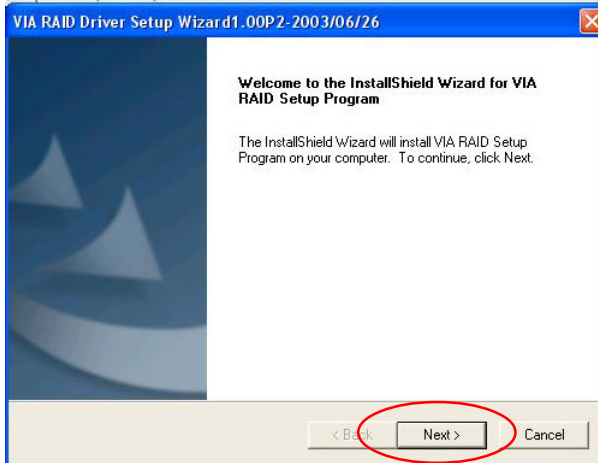 VIA RAID Driver Setup Wizard1.00P2-2003/06/26
Welcome to the InstallShield Wizard for VIA
RAID Setup Program
The InstallShield Wizard will install VIA RAID Setup
Program on your computer. To continue, click Next.
< Back
Next >
Cancel